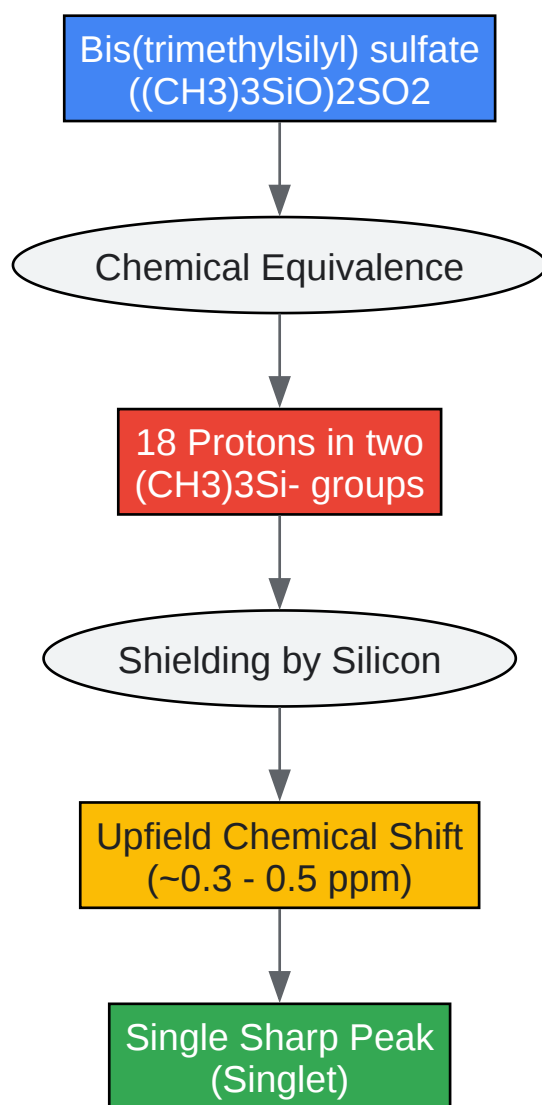 Bis(trimethylsilyl) sulfate
((CH3)3SiO)2SO2
Chemical Equivalence
18 Protons in two
(CH3)3Si- groups
Shielding by Silicon
Upfield Chemical Shift
(~0.3 - 0.5 ppm)
Single Sharp Peak
(Singlet)